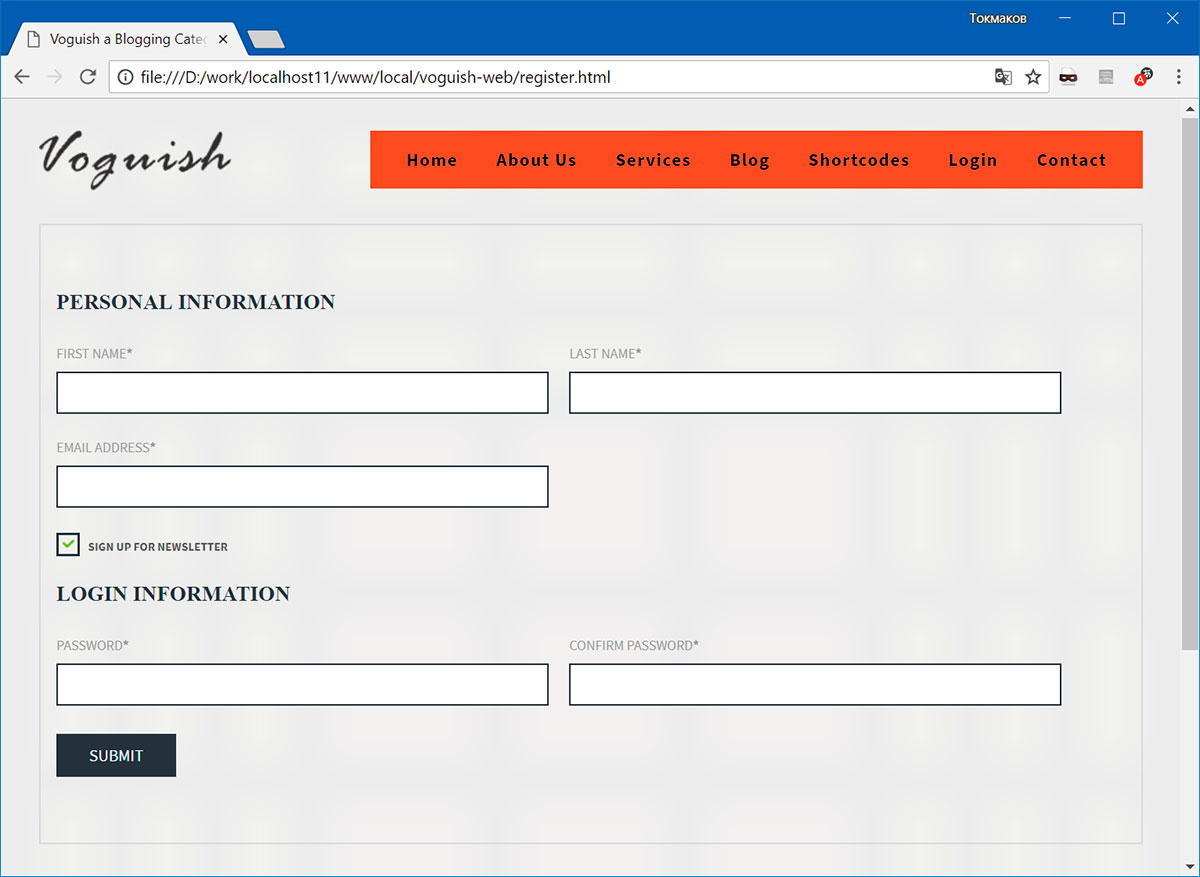 Токмаков
Voguish a Blogging Cate
file:///D:/work/localhost11/www/local/voguish-web/register.html
Voguish
Home About Us Services Blog Shortcodes Login Contact
PERSONAL INFORMATION
FIRST NAME* LAST NAME*
EMAIL ADDRESS*
SIGN UP FOR NEWSLETTER
LOGIN INFORMATION
PASSWORD* CONFIRM PASSWORD*
SUBMIT